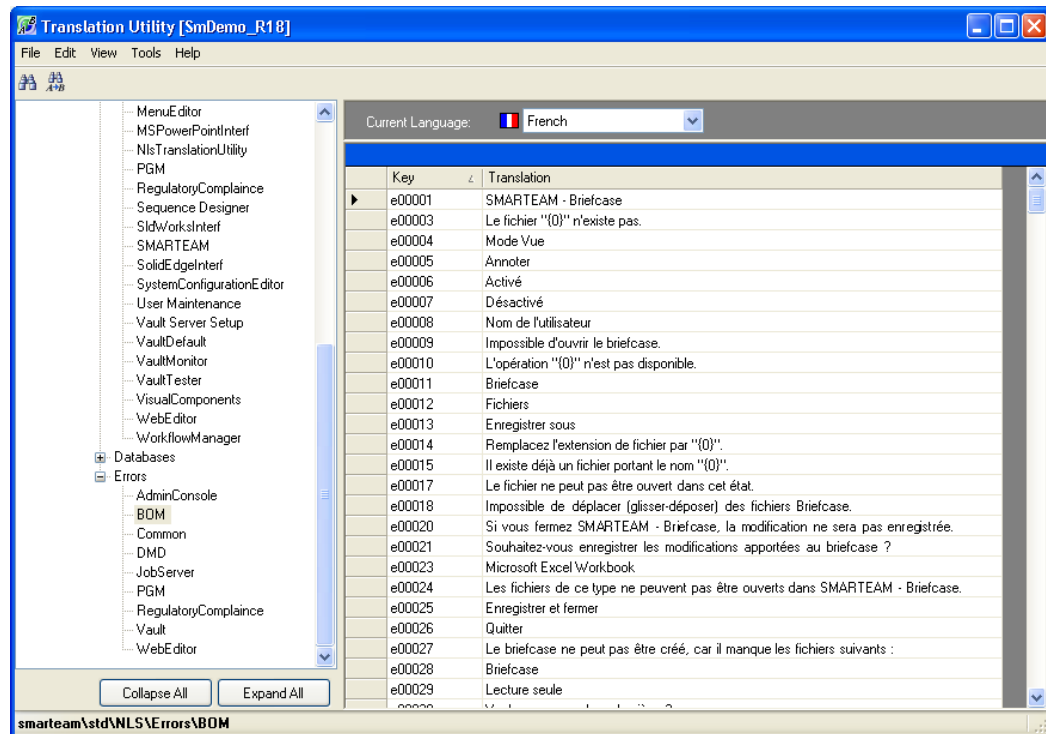 Translation Utility [SmDemo_R18]
File Edit View Tools Help
A→B
MenuEditor
MSPowerPointInterf
NlsTranslationUtility
PGM
RegulatoryComplaince
Sequence Designer
SldWorksInterf
SMARTEAM
SolidEdgeInterf
SystemConfigurationEditor
User Maintenance
Vault Server Setup
VaultDefault
VaultMonitor
VaultTester
VisualComponents
WebEditor
WorkflowManager
Databases
Errors
AdminConsole
BOM
Common
DMD
JobServer
PGM
RegulatoryComplaince
Vault
WebEditor
Collapse All Expand All
Current Language: French
Key Translation
e00001 SMARTEAM - Briefcase
e00003 Le fichier "{0}" n'existe pas.
e00004 Mode Vue
e00005 Annoter
e00006 Activé
e00007 Désactivé
e00008 Nom de l'utilisateur
e00009 Impossible d'ouvrir le briefcase.
e00010 L'opération "{0}" n'est pas disponible.
e00011 Briefcase
e00012 Fichiers
e00013 Enregistrer sous
e00014 Remplacez l'extension de fichier par "{0}".
e00015 Il existe déjà un fichier portant le nom "{0}".
e00017 Le fichier ne peut pas être ouvert dans cet état.
e00018 Impossible de déplacer (glisser-déposer) des fichiers Briefcase.
e00020 Si vous fermez SMARTEAM - Briefcase, la modification ne sera pas enregistrée.
e00021 Souhaitez-vous enregistrer les modifications apportées au briefcase ?
e00023 Microsoft Excel Workbook
e00024 Les fichiers de ce type ne peuvent pas être ouverts dans SMARTEAM - Briefcase.
e00025 Enregistrer et fermer
e00026 Quitter
e00027 Le briefcase ne peut pas être créé, car il manque les fichiers suivants :
e00028 Briefcase
e00029 Lecture seule
smarteam\std\NLS\Errors\BOM